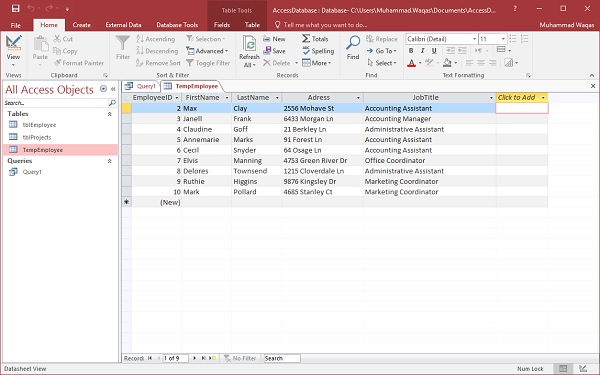 Table Tools
AccessDatabase : Database- C:\Users\Muhammad.Waqas\Documents\AccessD...
File Home Create External Data Database Tools Fields Table Tell me what you want to do... Muhammad Waqas
View
Views
Paste
Cut
Copy
Format Painter
Clipboard
Filter
Ascending
Descending
Remove Sort
Selection
Advanced
Toggle Filter
Sort & Filter
Refresh
All
New
Save
Delete
Totals
Spelling
More
Records
Find
Replace
Go To
Select
Find
Calibri (Detail) 11
B I U
Text Formatting
All Access Objects
Search...
Tables
tblEmployee
tblProjects
TempEmployee
Queries
Query1
Query1 TempEmployee
EmployeeID FirstName LastName Adress JobTitle Click to Add
2 Max Clay 2556 Mohave St Accounting Assistant
3 Janell Frank 6433 Morgan Ln Accounting Manager
4 Claudine Goff 21 Berkley Ln Administrative Assistant
5 Annemarie Marks 91 Forest Ln Accounting Assistant
6 Cecil Snyder 64 Osage Ln Accounting Assistant
7 Elvis Manning 4753 Green River Dr Office Coordinator
8 Delores Townsend 1215 Cloverdale Ln Administrative Assistant
9 Ruthie Higgins 9876 Kingsley Dr Marketing Coordinator
10 Mark Pollard 4685 Stanley Ct Marketing Coordinator
(New)
Record: 1 of 9 No Filter Search
Datasheet View Num Lock